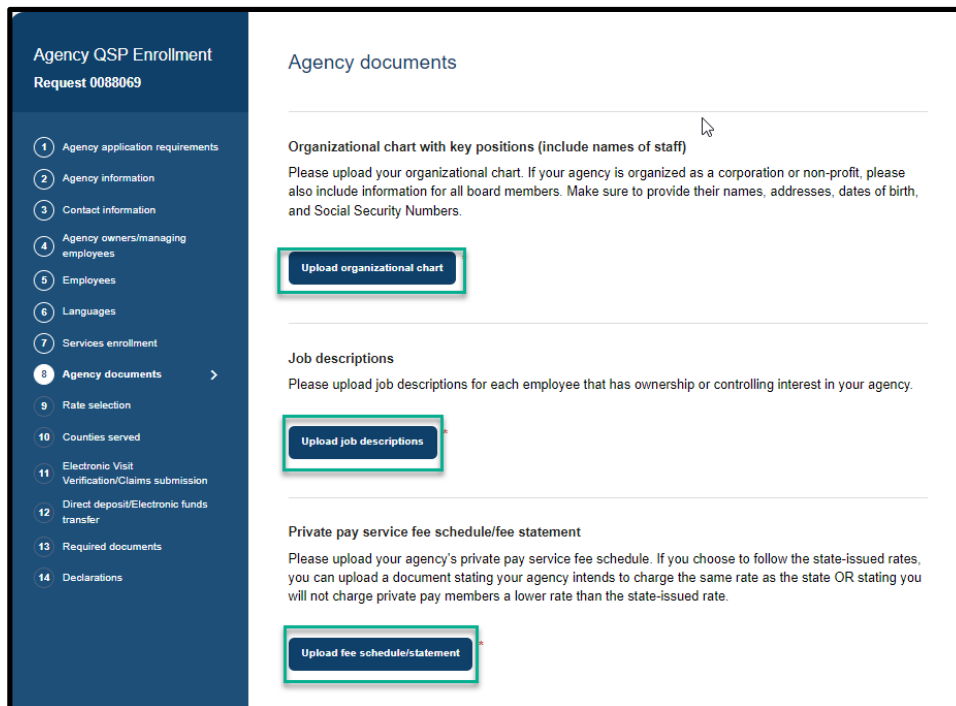 Agency QSP Enrollment
Request 0088069
1 Agency application requirements
2 Agency information
3 Contact information
4 Agency owners/managing
employees
5 Employees
6 Languages
7 Services enrollment
8 Agency documents
9 Rate selection
10 Counties served
11 Electronic Visit
Verification/Claims submission
12 Direct deposit/Electronic funds
transfer
13 Required documents
14 Declarations
Agency documents
Organizational chart with key positions (include names of staff)
Please upload your organizational chart. If your agency is organized as a corporation or non-profit, please
also include information for all board members. Make sure to provide their names, addresses, dates of birth,
and Social Security Numbers.
Upload organizational chart
Job descriptions
Please upload job descriptions for each employee that has ownership or controlling interest in your agency.
Upload job descriptions *
Private pay service fee schedule/fee statement
Please upload your agency's private pay service fee schedule. If you choose to follow the state-issued rates,
you can upload a document stating your agency intends to charge the same rate as the state OR stating you
will not charge private pay members a lower rate than the state-issued rate.
Upload fee schedule/statement *